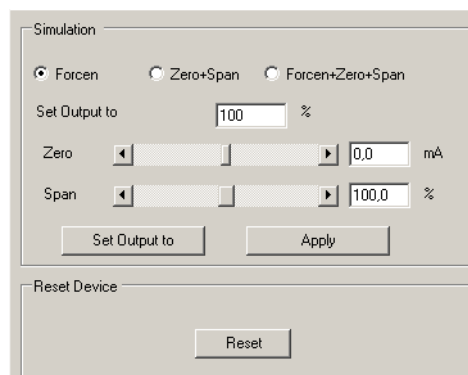 Simulation
Forcen Zero+Span Forcen+Zero+Span
Set Output to 100 %
Zero 0,0 mA
Span 100,0 %
Set Output to Apply
Reset Device
Reset